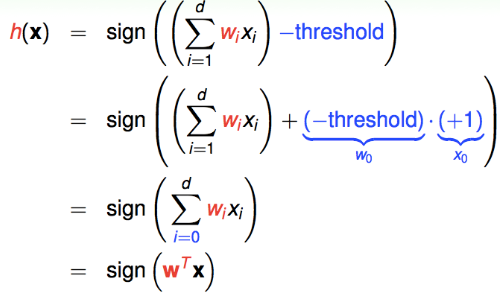 h(x) = sign((∑_{i=1}^{d} w_i x_i) −threshold)
= sign((∑_{i=1}^{d} w_i x_i) + (−threshold)_{w_0} · (+1)_{x_0})
= sign(∑_{i=0}^{d} w_i x_i)
= sign(w^T x)